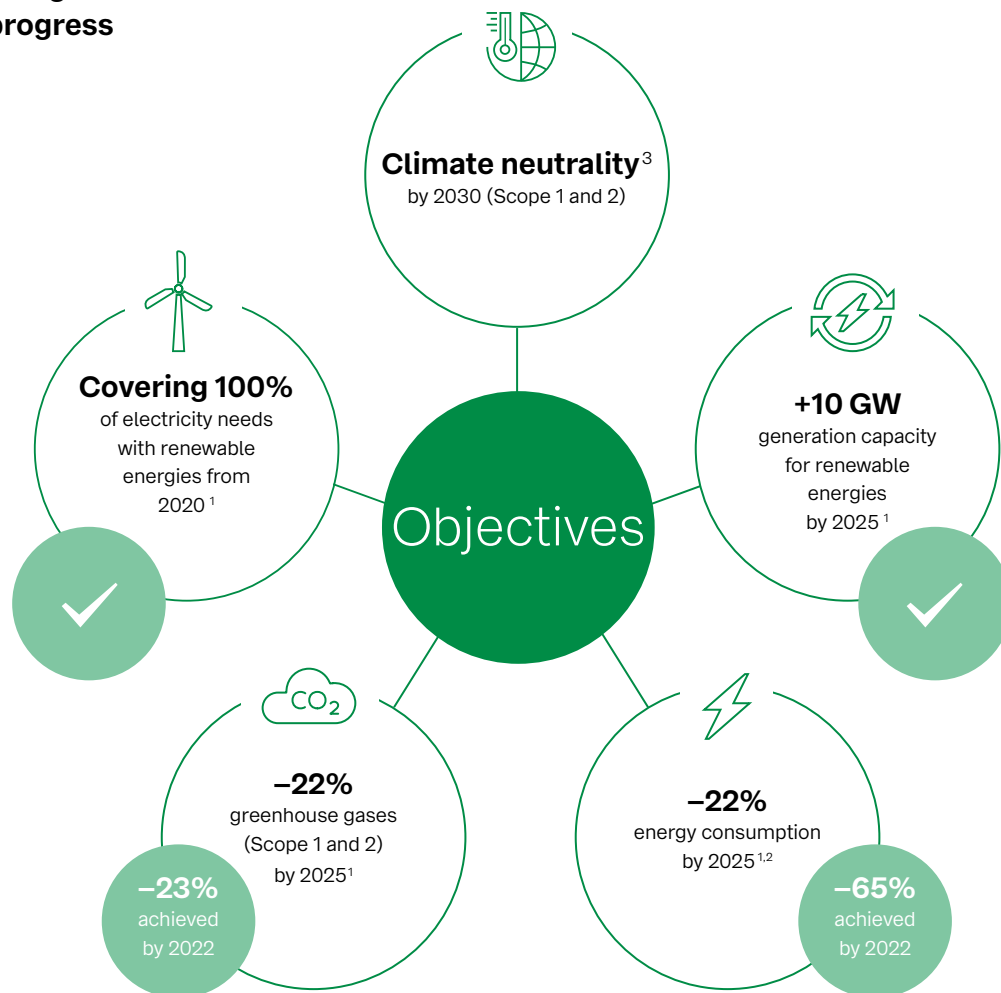 progress
Climate neutrality³
by 2030 (Scope 1 and 2)
Covering 100%
of electricity needs
with renewable
energies from
2020 ¹
+10 GW
generation capacity
for renewable
energies
by 2025 ¹
Objectives
CO₂
–22%
greenhouse gases
(Scope 1 and 2)
by 2025¹
–23%
achieved
by 2022
–22%
energy consumption
by 2025¹,²
–65%
achieved
by 2022